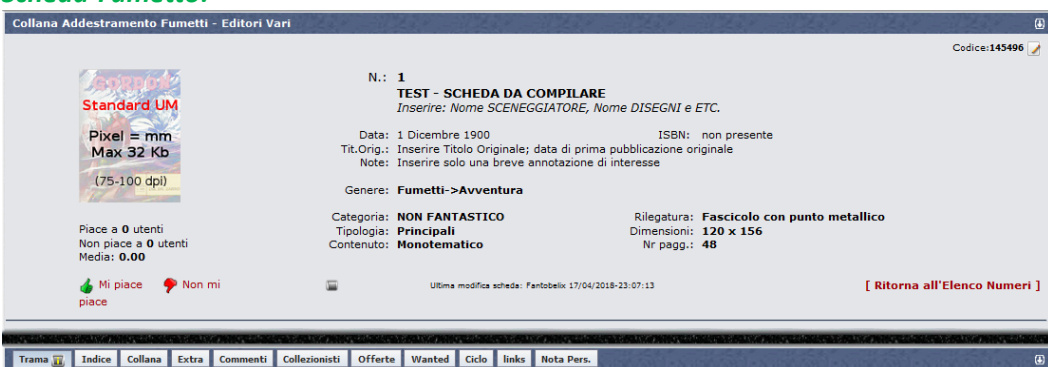 Scheda Fumetto:
Collana Addestramento Fumetti - Editori Vari
Codice:145496
GORDON
Standard UM
Pixel = mm
Max 32 Kb
(75-100 dpi)
N.: 1
TEST - SCHEDA DA COMPILARE
Inserire: Nome SCENEGGIATORE, Nome DISEGNI e ETC.
Data: 1 Dicembre 1900 ISBN: non presente
Tit.Orig.: Inserire Titolo Originale; data di prima pubblicazione originale
Note: Inserire solo una breve annotazione di interesse
Genere: Fumetti->Avventura
Categoria: NON FANTASTICO Rilegatura: Fascicolo con punto metallico
Tipologia: Principali Dimensioni: 120 x 156
Contenuto: Monotematico Nr pagg.: 48
Piace a 0 utenti
Non piace a 0 utenti
Media: 0.00
Mi piace Non mi piace
Ultima modifica scheda: Fantobelix 17/04/2018-23:07:13
[ Ritorna all'Elenco Numeri ]
Trama Indice Collana Extra Commenti Collezionisti Offerte Wanted Ciclo links Nota Pers.